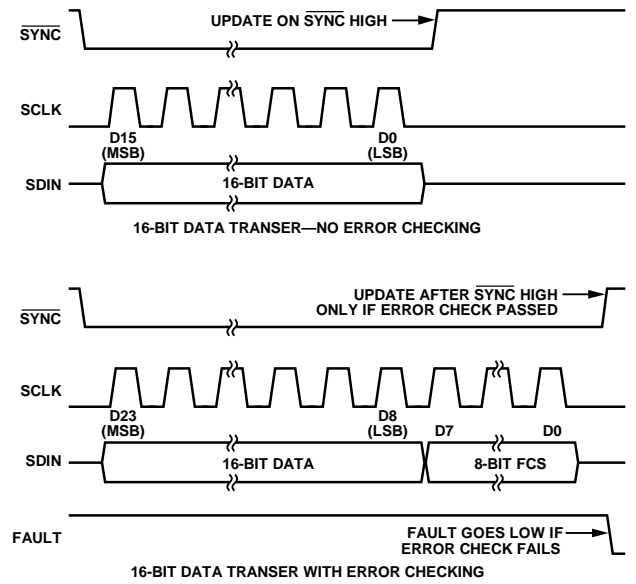 UPDATE ON SYNC HIGH
SYNC
SCLK
D15
(MSB)
D0
(LSB)
SDIN
16-BIT DATA
16-BIT DATA TRANSER—NO ERROR CHECKING
UPDATE AFTER SYNC HIGH
ONLY IF ERROR CHECK PASSED
SYNC
SCLK
D23
(MSB)
D8
(LSB)
D7
D0
SDIN
16-BIT DATA
8-BIT FCS
FAULT
FAULT GOES LOW IF
ERROR CHECK FAILS
16-BIT DATA TRANSER WITH ERROR CHECKING